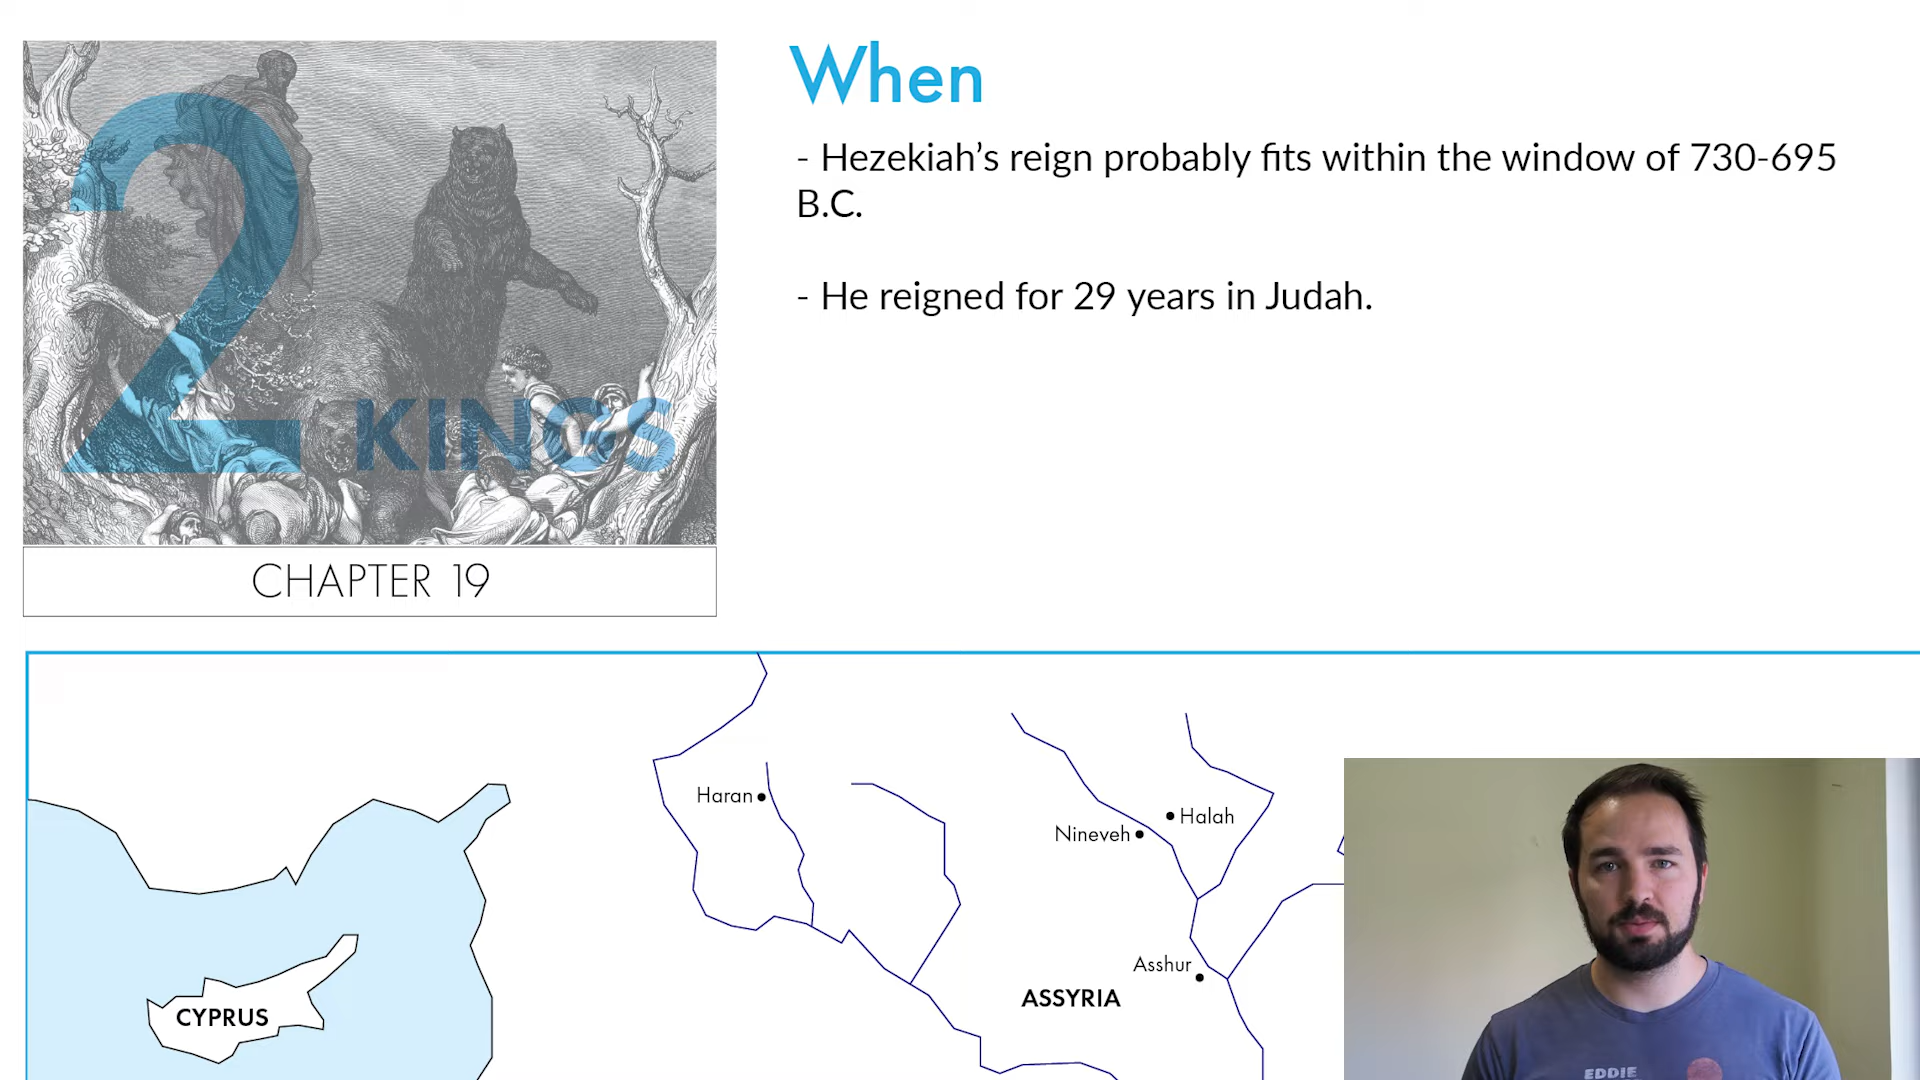 2
KINGS
CHAPTER 19
When
- Hezekiah’s reign probably fits within the window of 730-695
B.C.
- He reigned for 29 years in Judah.
Haran
Halah
Nineveh
Asshur
ASSYRIA
CYPRUS
EDDIE